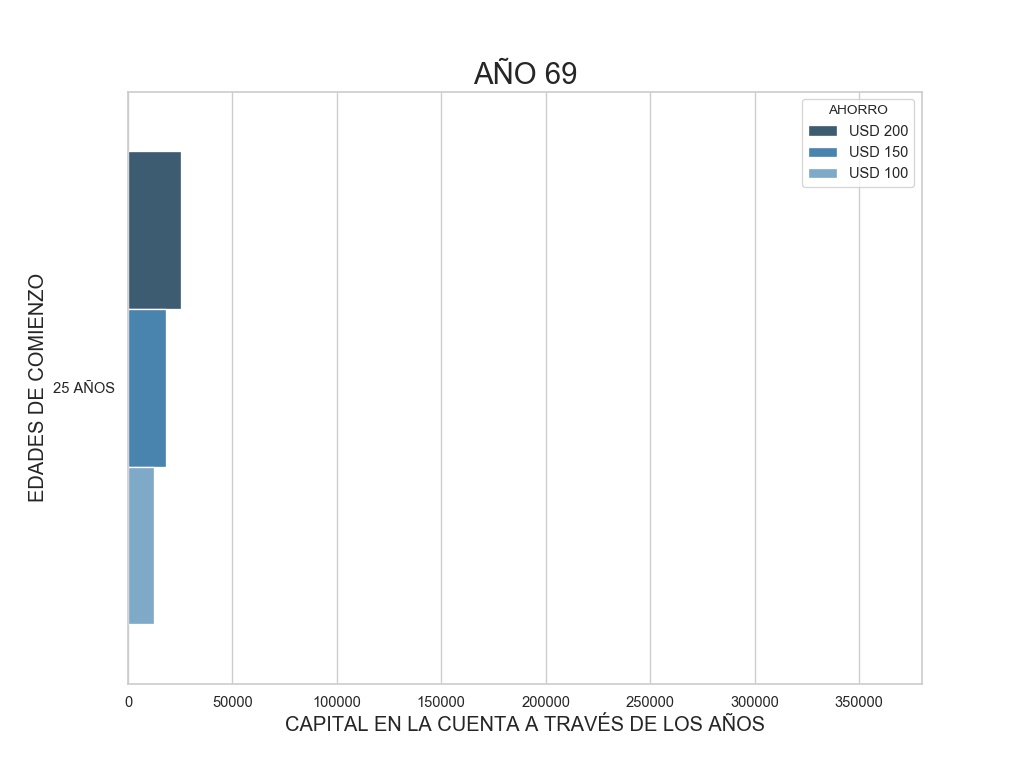 AÑO 69
AHORRO
USD 200
USD 150
USD 100
EDADES DE COMIENZO
25 AÑOS
0
50000
100000
150000
200000
250000
300000
350000
CAPITAL EN LA CUENTA A TRAVÉS DE LOS AÑOS